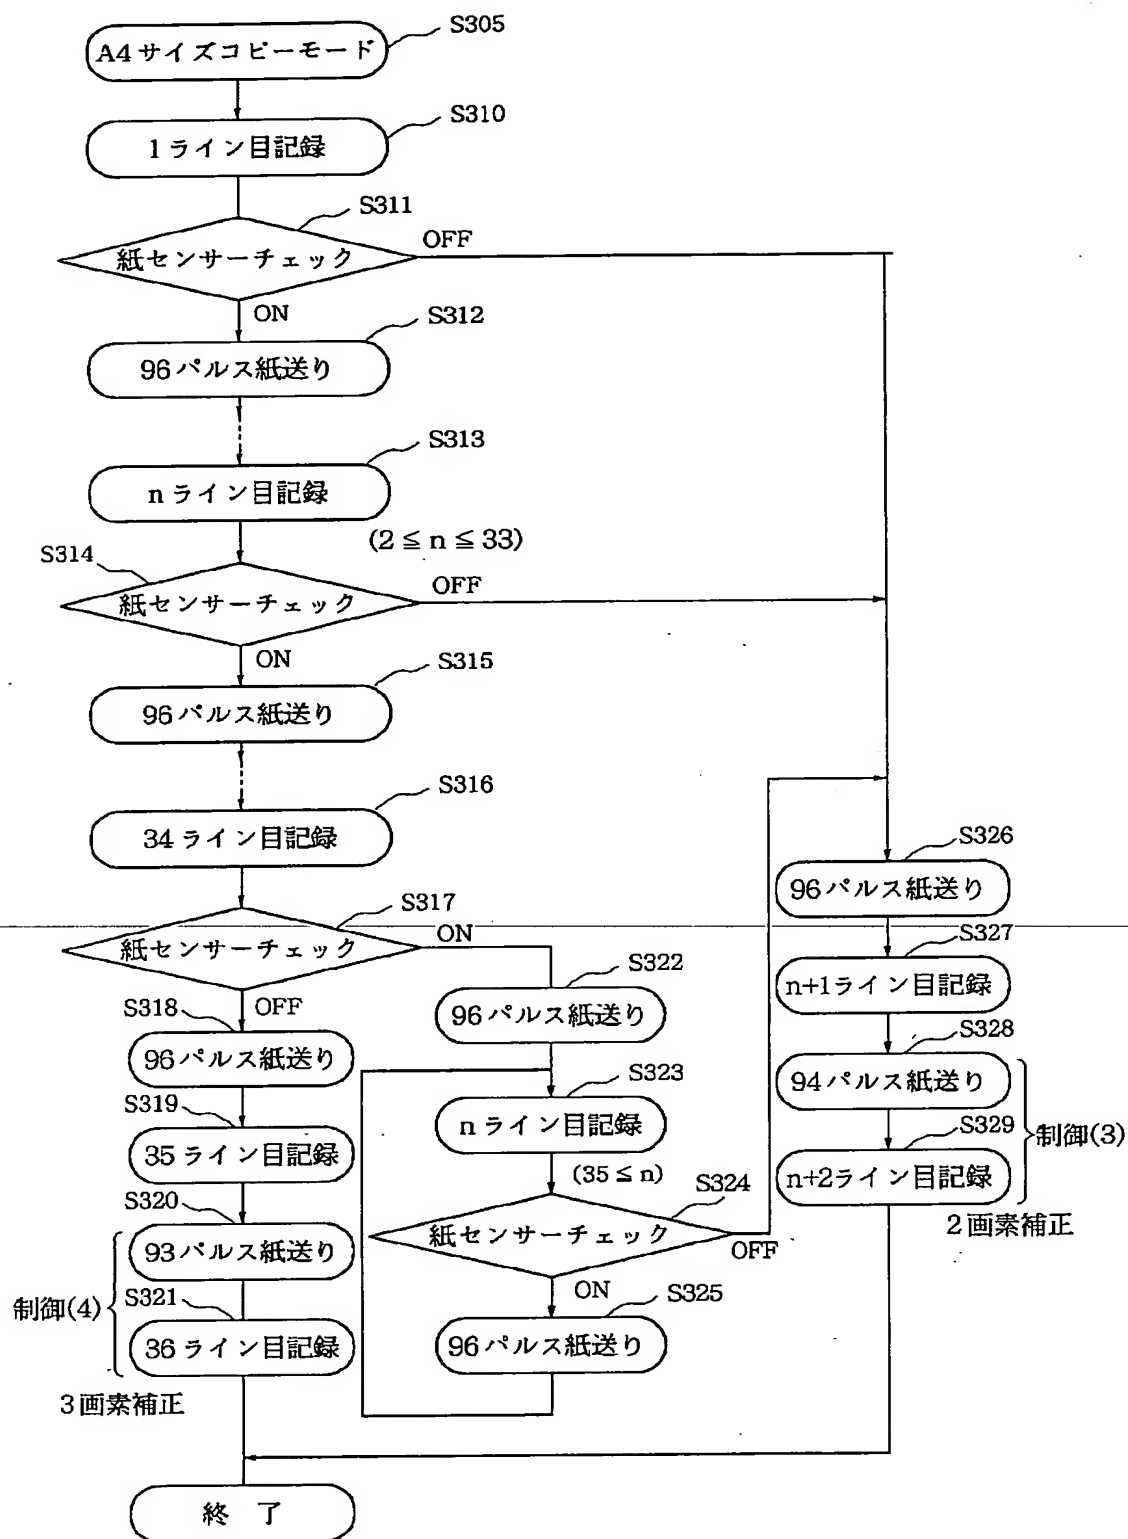 S305
A4サイズコピーモード
S310
1ライン目記録
S311
紙センサーチェック
OFF
ON
S312
96パルス紙送り
S313
nライン目記録
(2≦n≦33)
S314
紙センサーチェック
OFF
ON
S315
96パルス紙送り
S316
34ライン目記録
S317
紙センサーチェック
ON
OFF
S318
96パルス紙送り
S319
35ライン目記録
S320
93パルス紙送り
S321
36ライン目記録
制御(4)
3画素補正
S322
96パルス紙送り
S323
nライン目記録
(35≦n)
S324
紙センサーチェック
OFF
ON
S325
96パルス紙送り
S326
96パルス紙送り
S327
n+1ライン目記録
S328
94パルス紙送り
S329
n+2ライン目記録
制御(3)
2画素補正
終 了